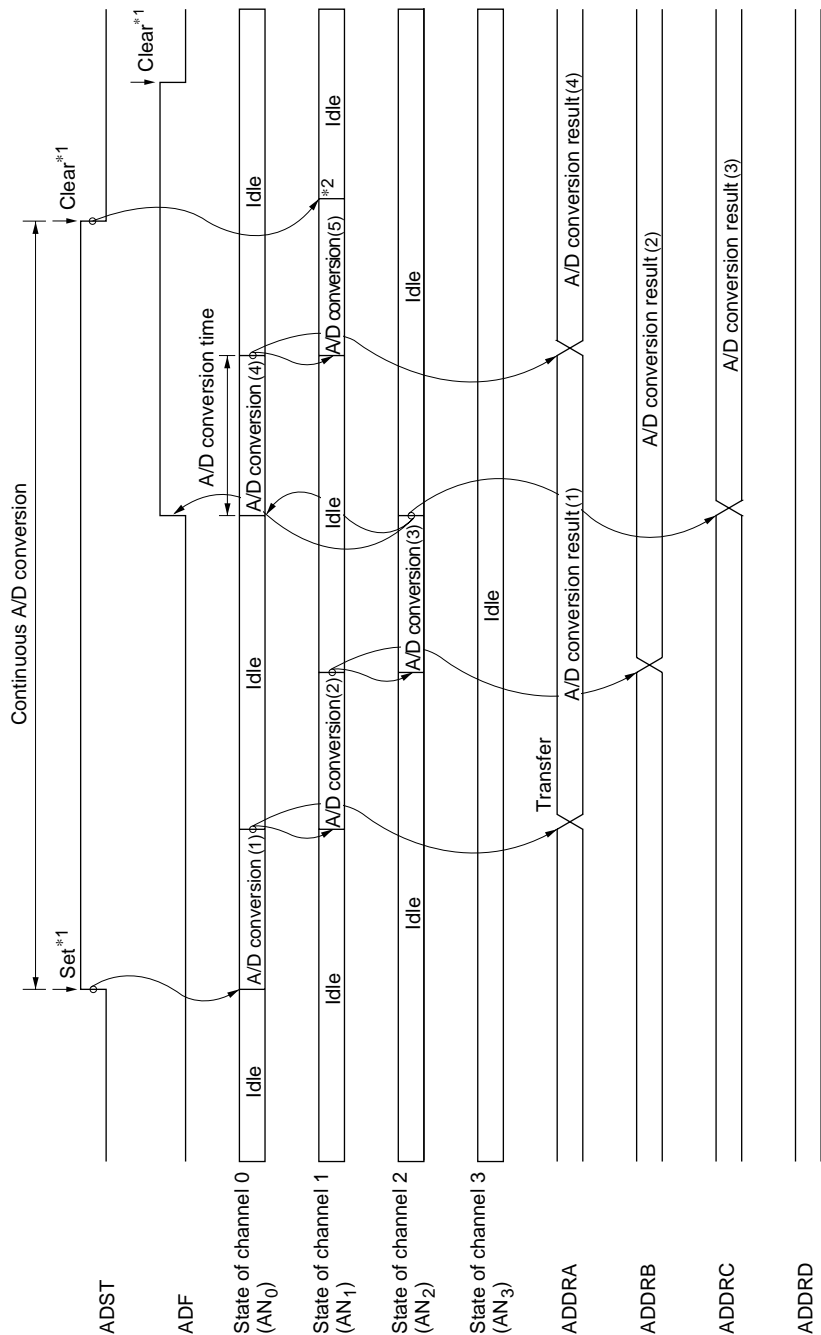 Continuous A/D conversion
Set*1
Clear*1
ADST
Clear*1
ADF
A/D conversion time
State of channel 0
(AN0)
Idle
A/D conversion (1)
Idle
A/D conversion (4)
Idle
State of channel 1
(AN1)
Idle
A/D conversion (2)
Idle
A/D conversion (5)
*2
Idle
State of channel 2
(AN2)
Idle
A/D conversion (3)
Idle
State of channel 3
(AN3)
Idle
Transfer
ADDRA
A/D conversion result (1)
A/D conversion result (4)
ADDRB
A/D conversion result (2)
ADDRC
A/D conversion result (3)
ADDRD